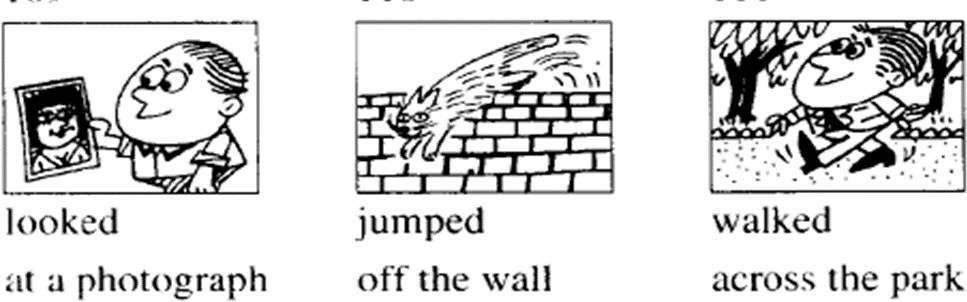 looked
at a photograph
jumped
off the wall
walked
across the park